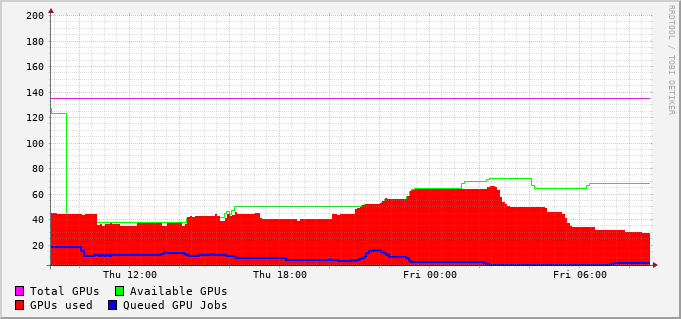 200
180
160
140
120
100
80
60
40
20
Thu 12:00 Thu 18:00 Fri 00:00 Fri 06:00
RRDTOOL / TOBI OETIKER
Total GPUs Available GPUs
GPUs used Queued GPU Jobs